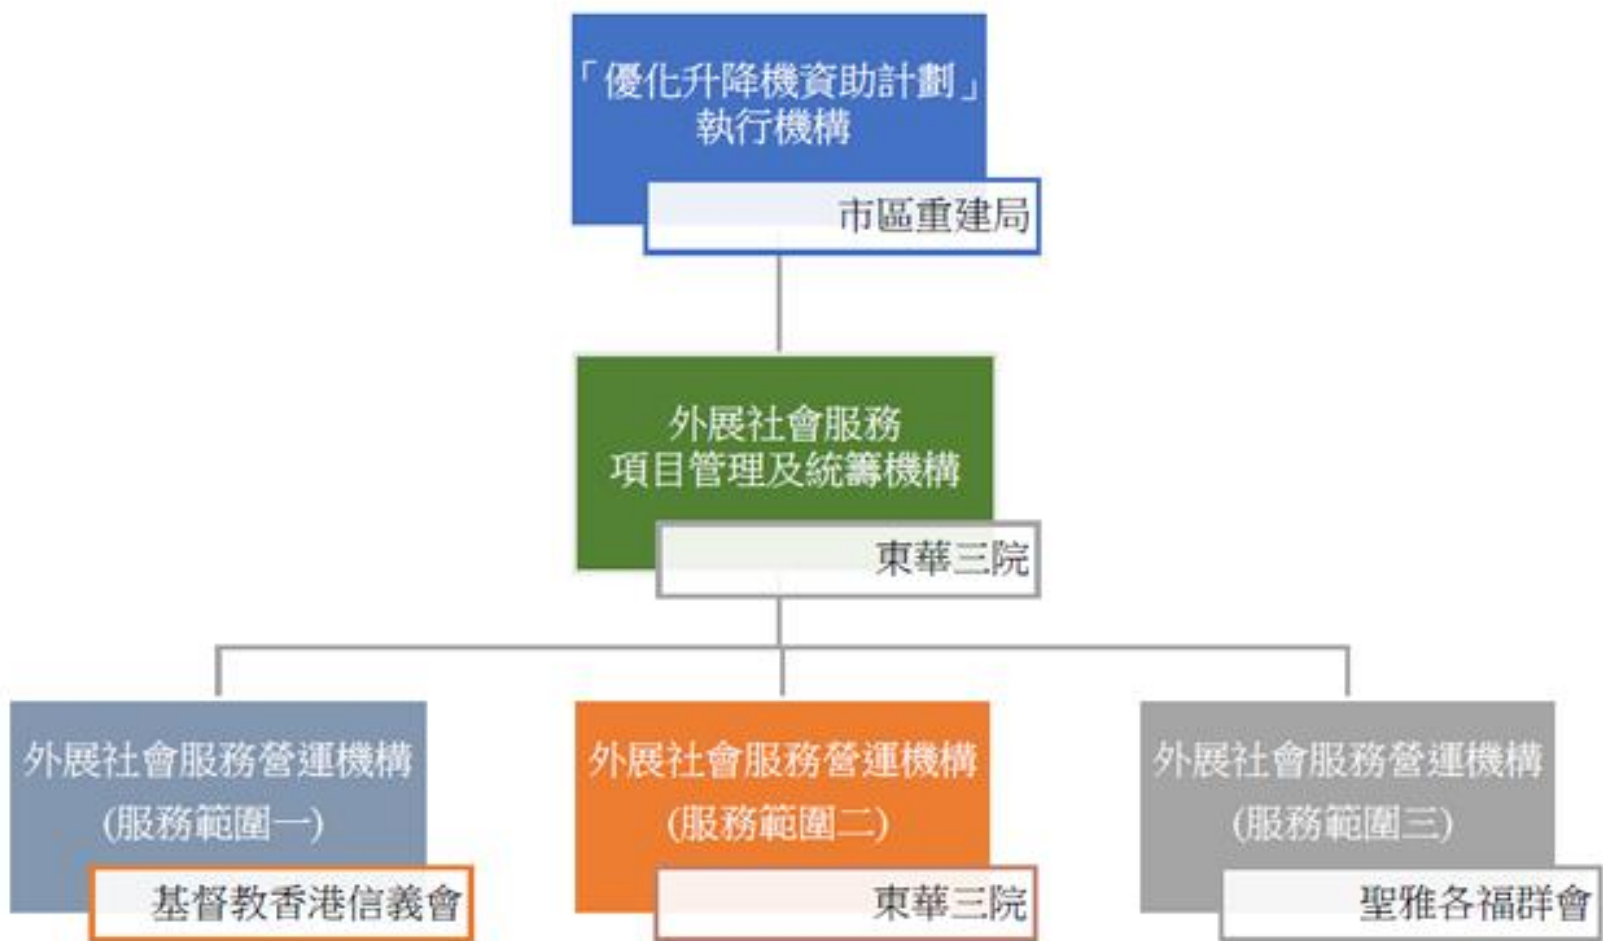 「優化升降機資助計劃」
執行機構
市區重建局
外展社會服務
項目管理及統籌機構
東華三院
外展社會服務營運機構
(服務範圍一)
基督教香港信義會
外展社會服務營運機構
(服務範圍二)
東華三院
外展社會服務營運機構
(服務範圍三)
聖雅各福群會